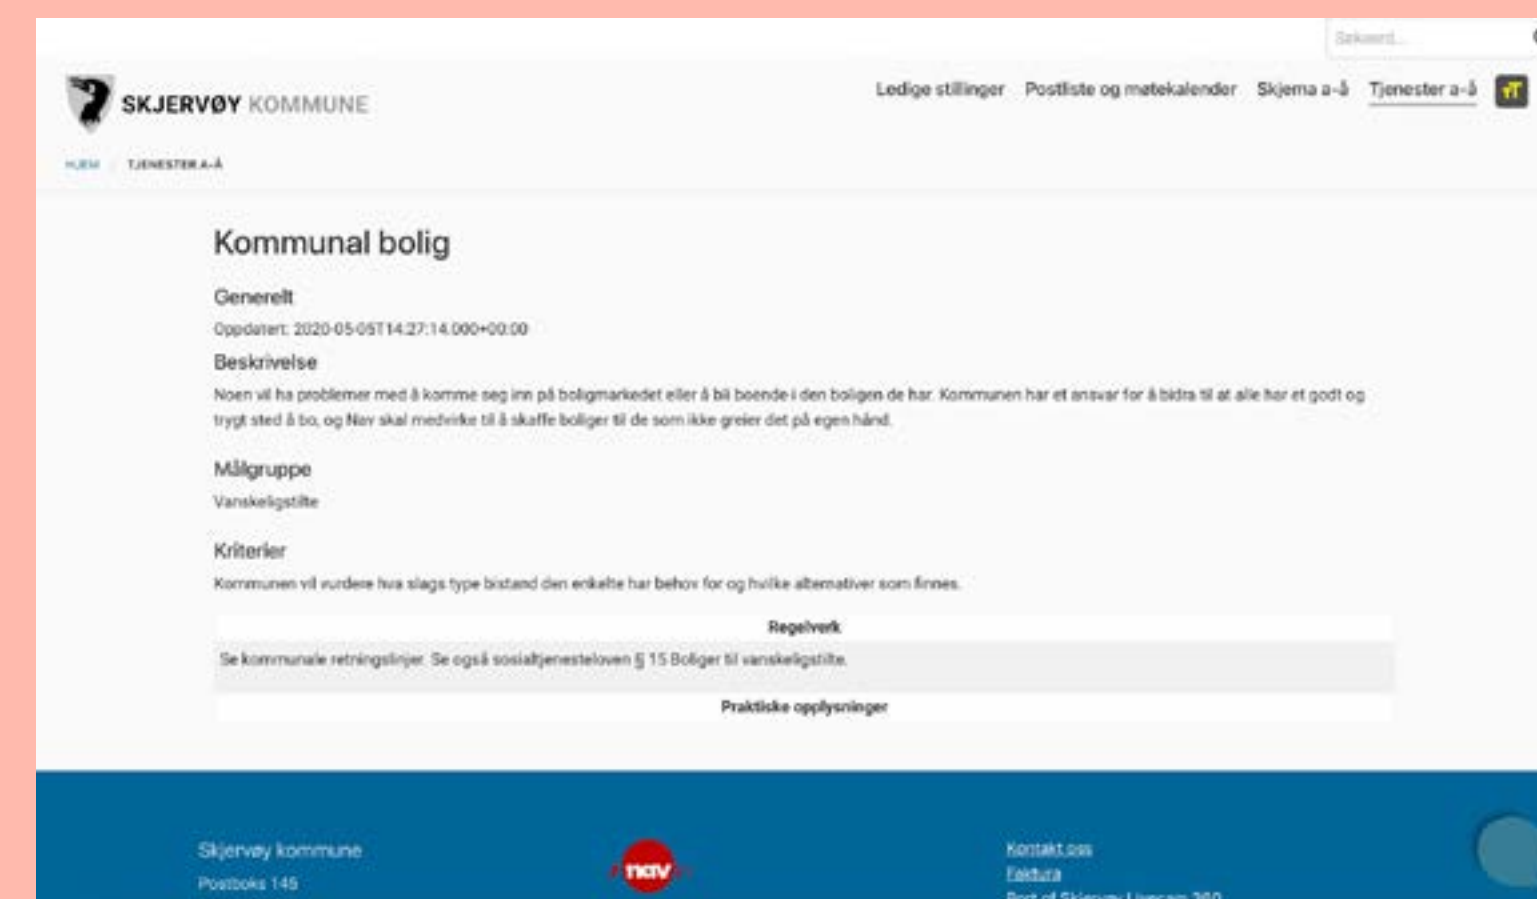 Søkeord...
SKJERVØY KOMMUNE
Ledige stillinger Postliste og møtekalender Skjema a-å Tjenester a-å
HJEM / TJENESTER A-Å
Kommunal bolig
Generelt
Oppdatert: 2020-05-05T14:27:14.000+00:00
Beskrivelse
Noen vil ha problemer med å komme seg inn på boligmarkedet eller å bli boende i den boligen de har. Kommunen har et ansvar for å bidra til at alle har et godt og
trygt sted å bo, og Nav skal medvirke til å skaffe boliger til de som ikke greier det på egen hånd.
Målgruppe
Vanskeligstilte
Kriterier
Kommunen vil vurdere hva slags type bistand den enkelte har behov for og hvilke alternativer som finnes.
Regelverk
Se kommunale retningslinjer. Se også sosialtjenesteloven § 15 Boliger til vanskeligstilte.
Praktiske opplysninger
Skjervøy kommune
Postboks 145
nav
Kontakt oss
Faktura
Port of Skjervøy Livecam 360